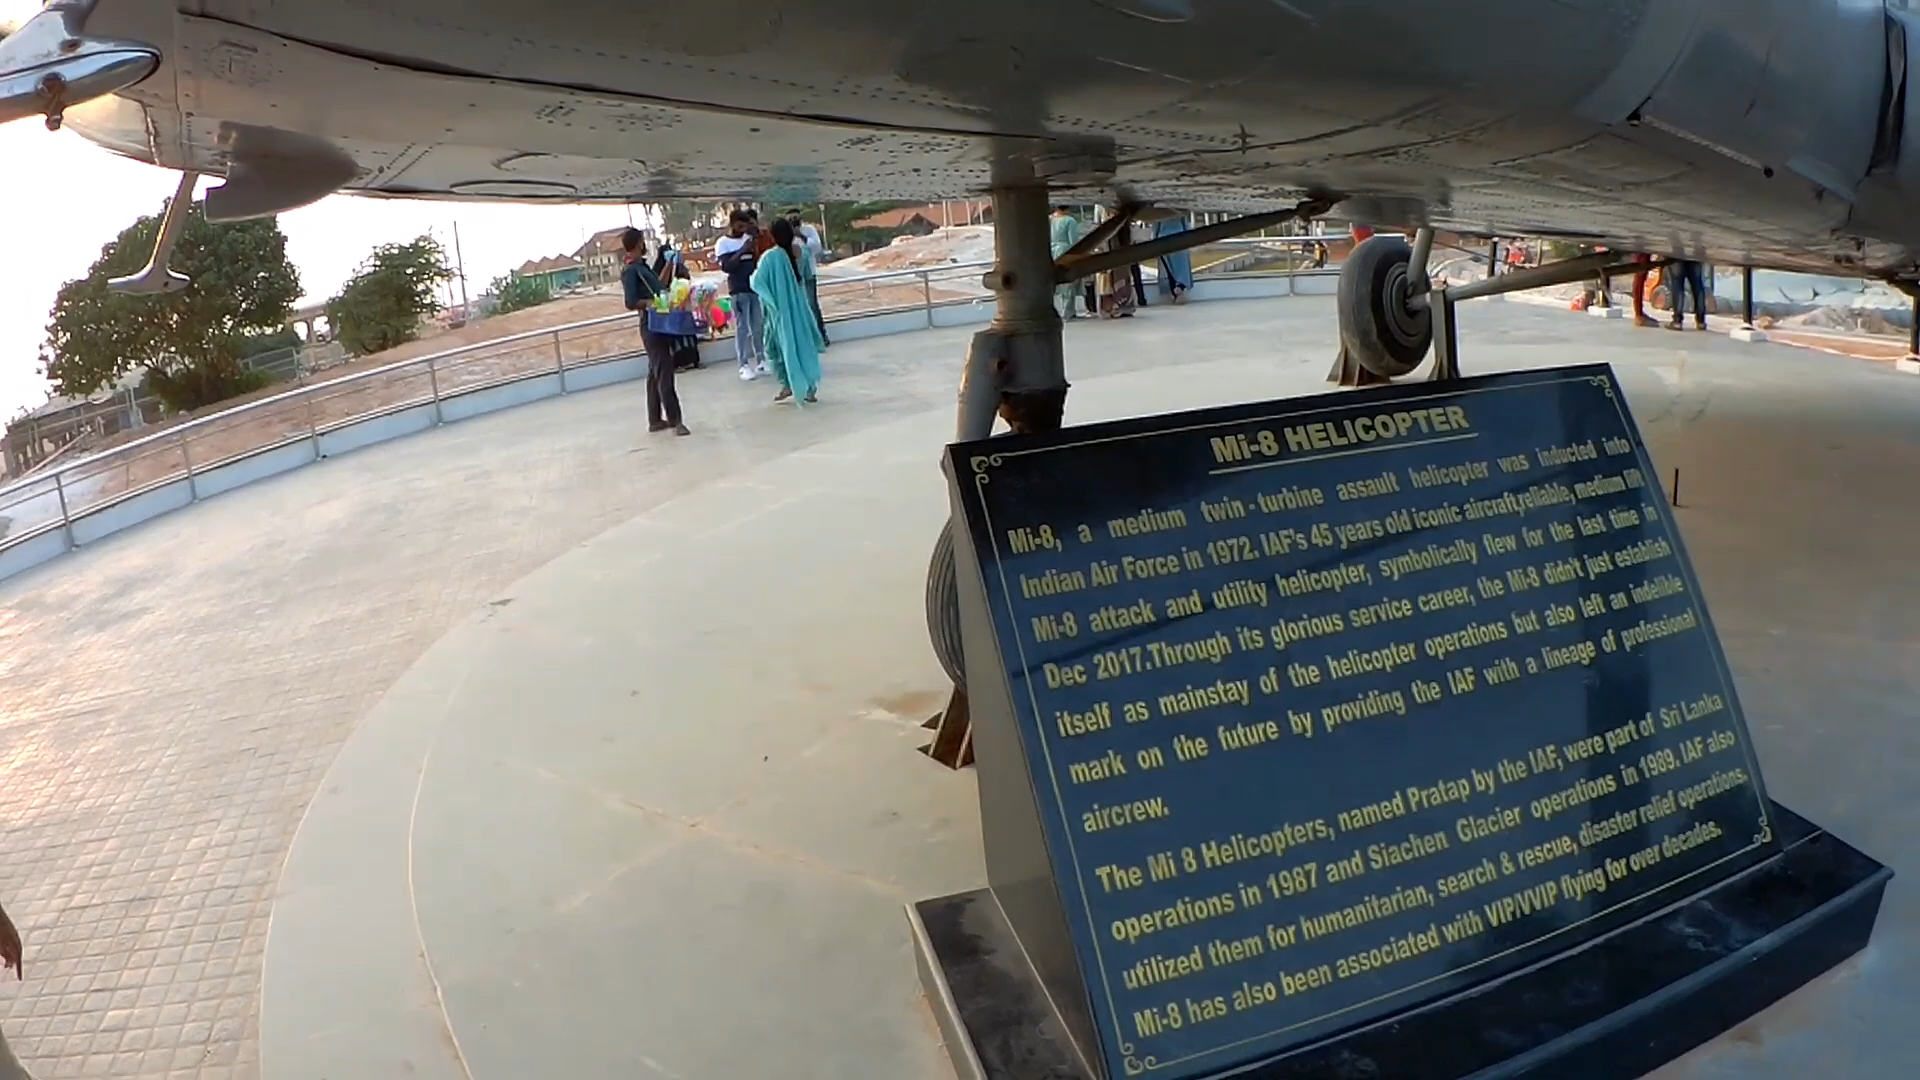 Mi-8 HELICOPTER
Mi-8, a medium twin-turbine assault helicopter was inducted into
Indian Air Force in 1972. IAF's 45 years old iconic aircraft,reliable, medium lift
Mi-8 attack and utility helicopter, symbolically flew for the last time in
Dec 2017.Through its glorious service career, the Mi-8 didn't just establish
itself as mainstay of the helicopter operations but also left an indelible
mark on the future by providing the IAF with a lineage of professional
aircrew.
The Mi 8 Helicopters, named Pratap by the IAF, were part of Sri Lanka
operations in 1987 and Siachen Glacier operations in 1989. IAF also
utilized them for humanitarian, search & rescue, disaster relief operations.
Mi-8 has also been associated with VIP/VVIP flying for over decades.